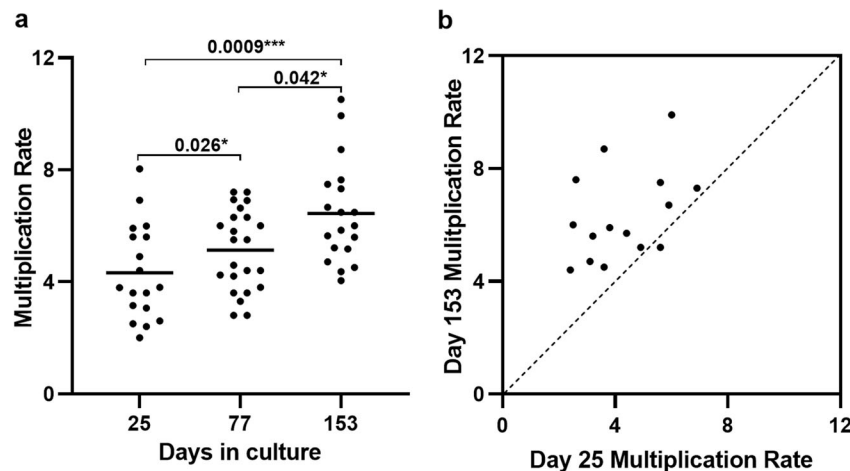 a
0.0009***
0.042*
0.026*
12
8
4
0
Multiplication Rate
25 77 153
Days in culture
b
12
8
4
0
Day 153 Mulitplication Rate
0 4 8 12
Day 25 Multiplication Rate